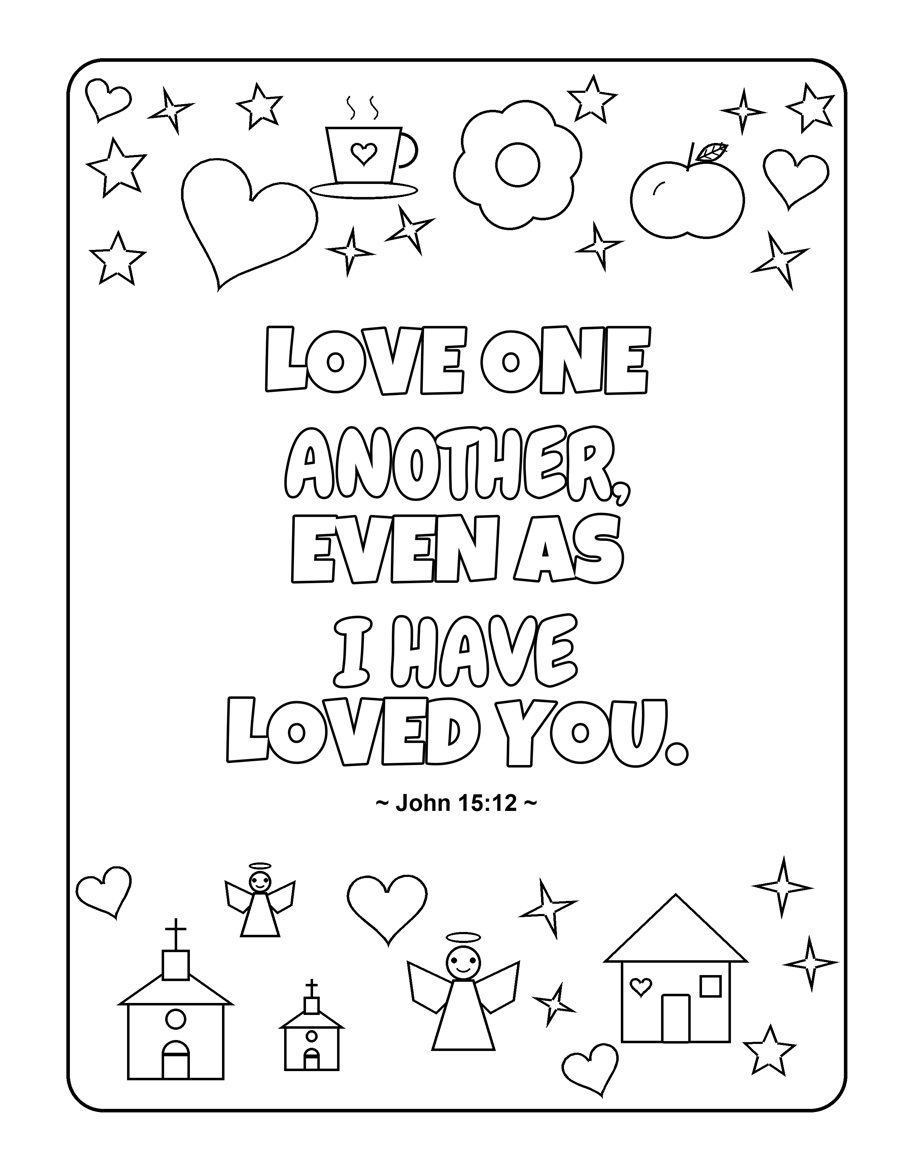 LOVE ONE
ANOTHER,
EVEN AS
I HAVE
LOVED YOU.
~ John 15:12 ~